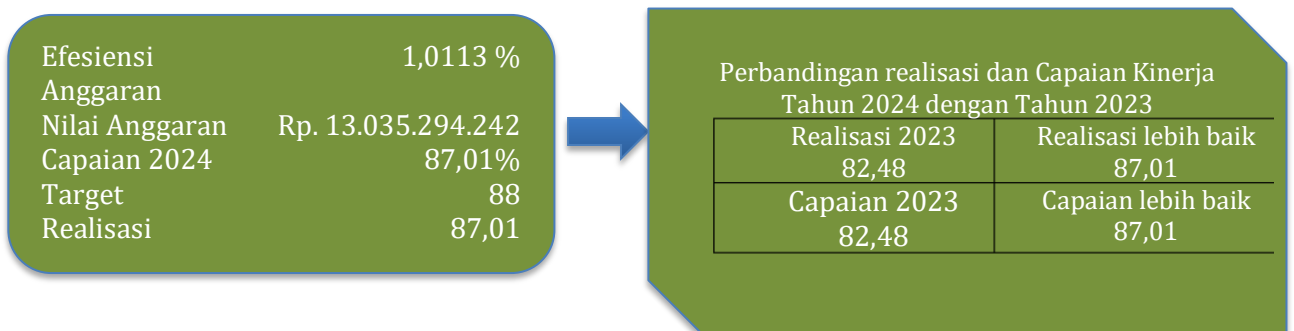 Efesiensi 1,0113 %
Anggaran
Nilai Anggaran Rp. 13.035.294.242
Capaian 2024 87,01%
Target 88
Realisasi 87,01
Perbandingan realisasi dan Capaian Kinerja
Tahun 2024 dengan Tahun 2023
Realisasi 2023 Realisasi lebih baik
82,48 87,01
Capaian 2023 Capaian lebih baik
82,48 87,01